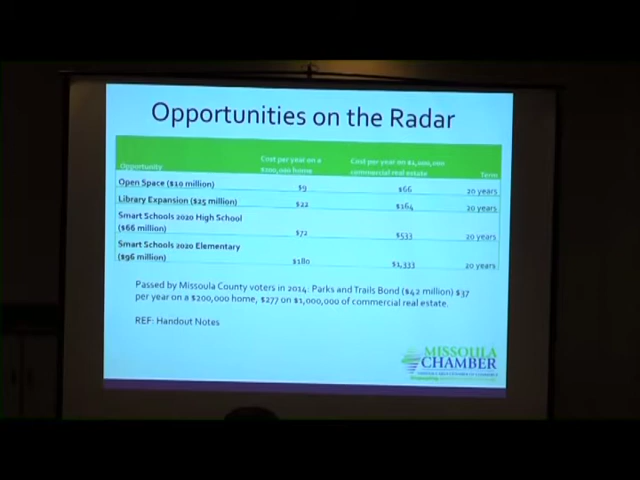 Opportunities on the Radar
Opportunity
Cost per year on a $200,000 home
Cost per year on $1,000,000 commercial real estate
Term
Open Space ($10 million) $9 $66 20 years
Library Expansion ($25 million) $22 $164 20 years
Smart Schools 2020 High School ($66 million) $72 $533 20 years
Smart Schools 2020 Elementary ($96 million) $180 $1,333 20 years
Passed by Missoula County voters in 2014: Parks and Trails Bond ($42 million) $37
per year on a $200,000 home, $277 on $1,000,000 of commercial real estate.
REF: Handout Notes
MISSOULA
CHAMBER